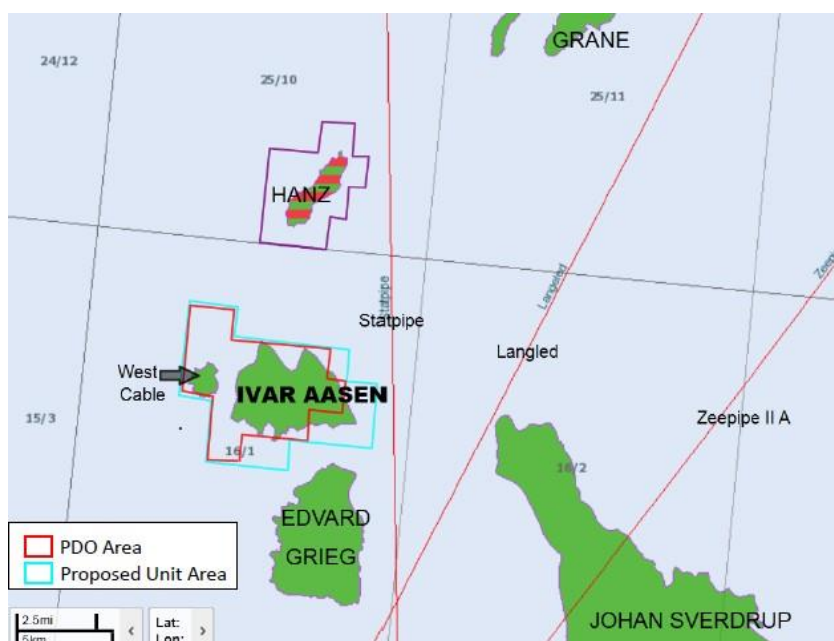 GRANE
24/12
25/10
25/11
HANZ
Statpipe
Langeled
Zeepipe
Statpipe
Langled
West
Cable
IVAR AASEN
15/3
Zeepipe II A
16/1
16/2
EDVARD
GRIEG
PDO Area
Proposed Unit Area
JOHAN SVERDRUP
2.5mi
5km
‹
Lat:
Lon:
›